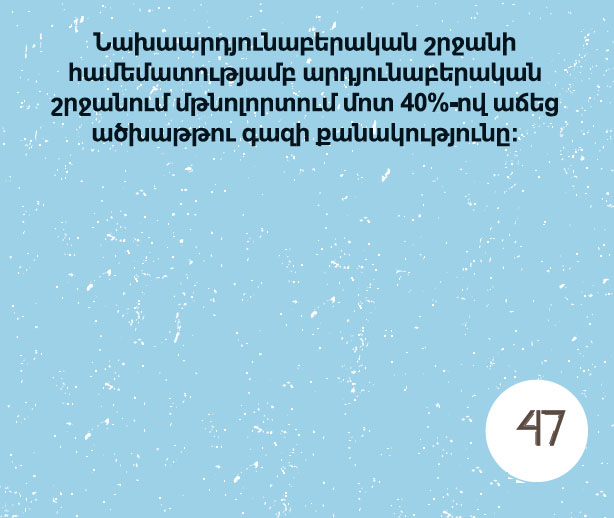 Նախաարդյունաբերական շրջանի
համեմատությամբ արդյունաբերական
շրջանում մթնոլորտում մոտ 40%-ով աճեց
ածխաթթու գազի քանակությունը:
47